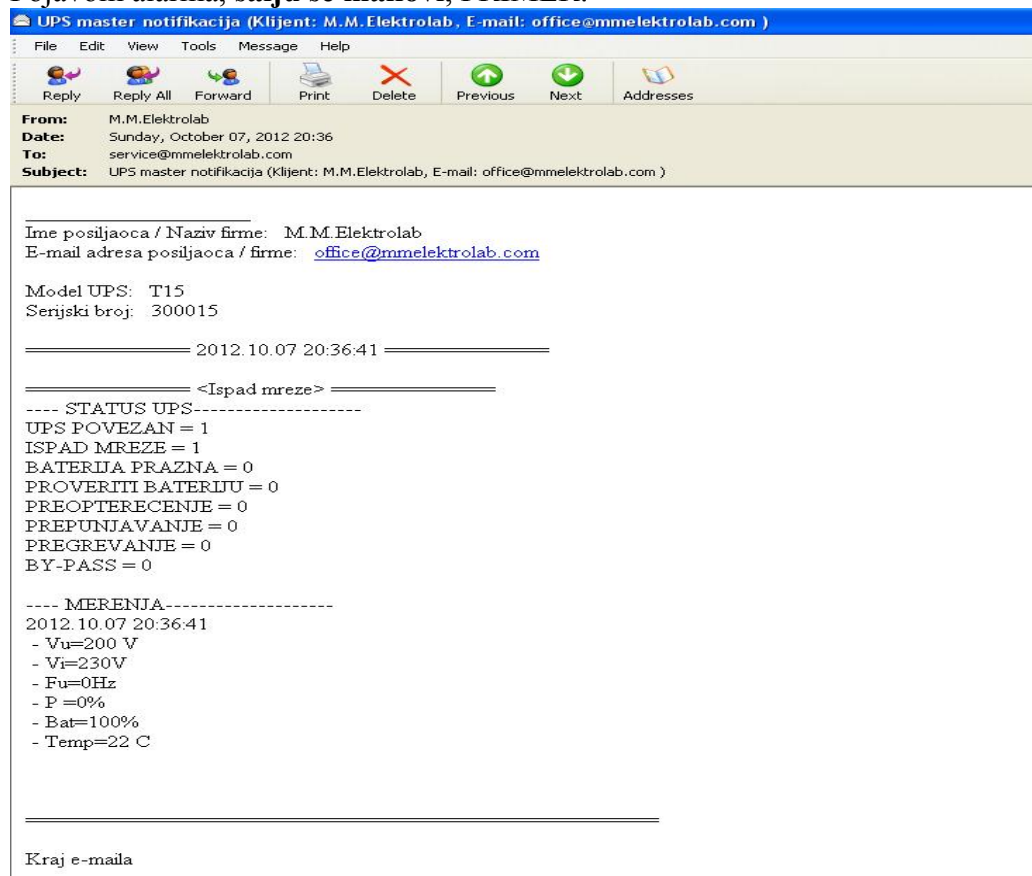 Pojavom alarma, šalju se mailovi, PRIMER:
UPS master notifikacija (Klijent: M.M.Elektrolab, E-mail: office@mmelektrolab.com )
File Edit View Tools Message Help
Reply Reply All Forward Print Delete Previous Next Addresses
From: M.M.Elektrolab
Date: Sunday, October 07, 2012 20:36
To: service@mmelektrolab.com
Subject: UPS master notifikacija (Klijent: M.M.Elektrolab, E-mail: office@mmelektrolab.com )
Ime posiljaoca / Naziv firme: M.M.Elektrolab
E-mail adresa posiljaoca / firme: office@mmelektrolab.com
Model UPS: T15
Serijski broj: 300015
=============== 2012.10.07 20:36:41 ===============
=============== <Ispad mreze> ===============
---- STATUS UPS--------------------
UPS POVEZAN = 1
ISPAD MREZE = 1
BATERIJA PRAZNA = 0
PROVERITI BATERIJU = 0
PREOPTERECENJE = 0
PREPUNJAVANJE = 0
PREGREVANJE = 0
BY-PASS = 0
---- MERENJA--------------------
2012.10.07 20:36:41
- Vu=200 V
- Vi=230V
- Fu=0Hz
- P =0%
- Bat=100%
- Temp=22 C
Kraj e-maila